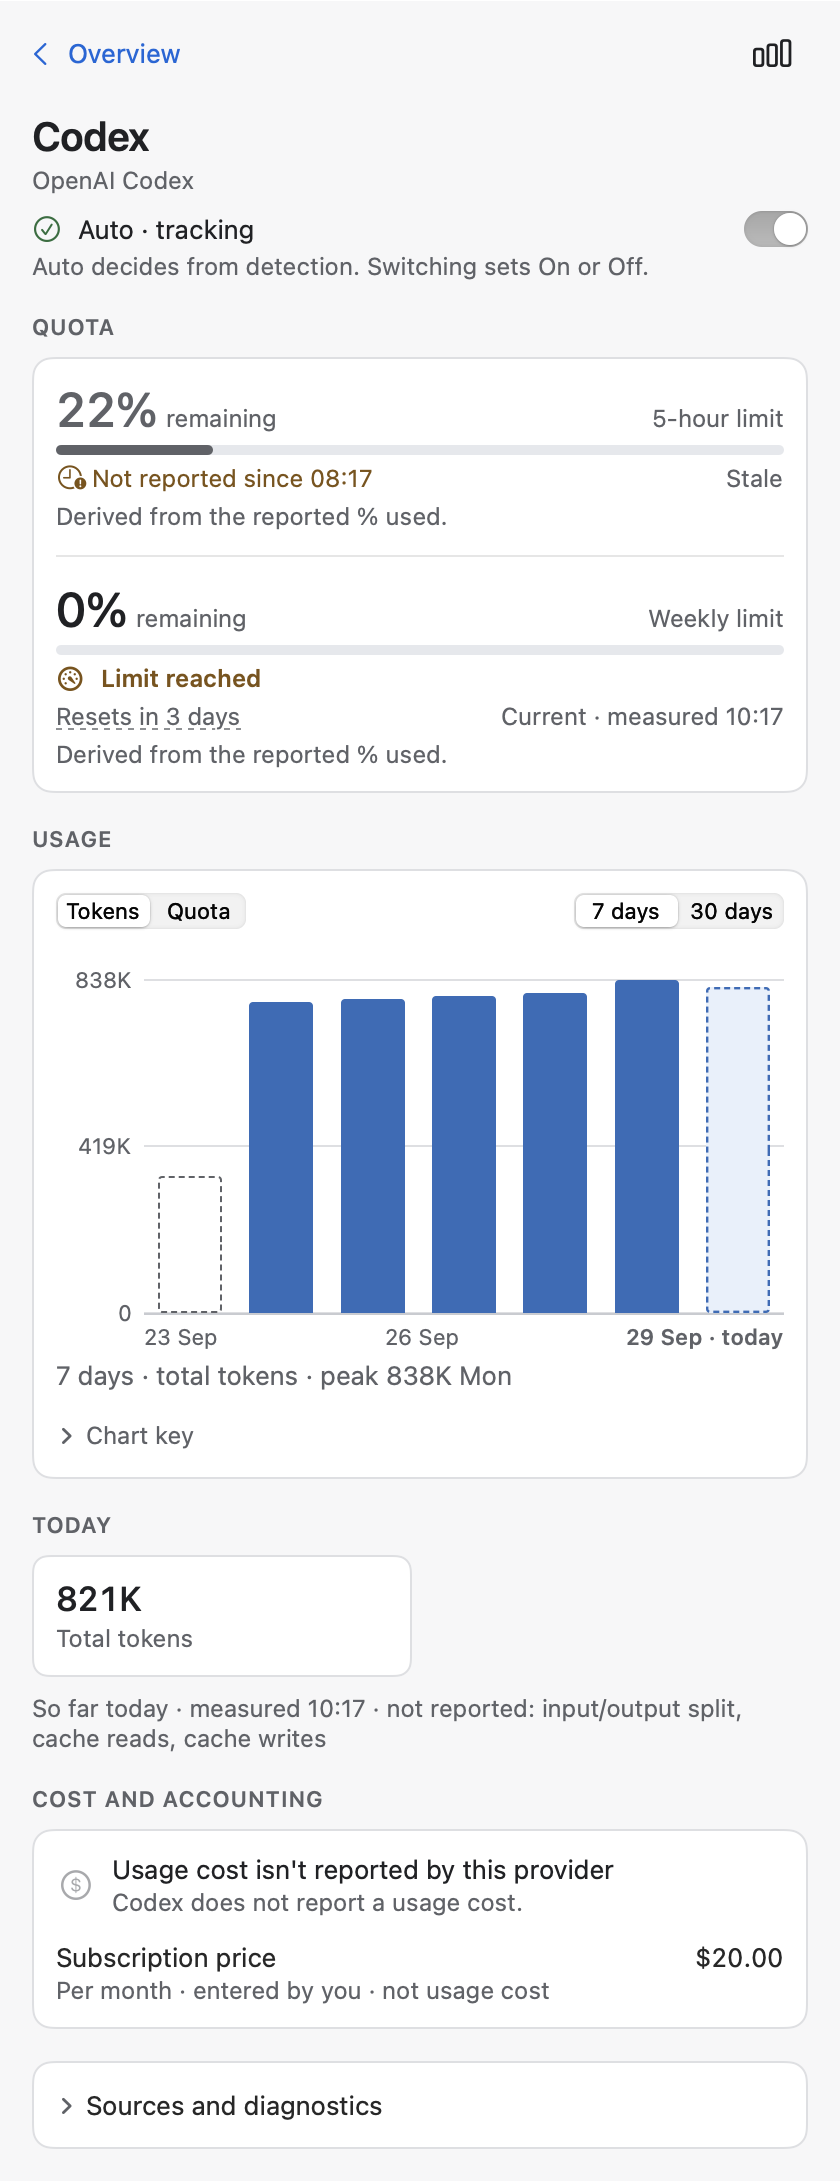 Overview
Codex
OpenAI Codex
Auto · tracking
Auto decides from detection. Switching sets On or Off.
QUOTA
22% remaining
5-hour limit
Not reported since 08:17
Stale
Derived from the reported % used.
0% remaining
Weekly limit
Limit reached
Resets in 3 days
Current · measured 10:17
Derived from the reported % used.
USAGE
Tokens Quota
7 days 30 days
838K
419K
0
23 Sep
26 Sep
29 Sep · today
7 days · total tokens · peak 838K Mon
Chart key
TODAY
821K
Total tokens
So far today · measured 10:17 · not reported: input/output split,
cache reads, cache writes
COST AND ACCOUNTING
$
Usage cost isn't reported by this provider
Codex does not report a usage cost.
Subscription price
$20.00
Per month · entered by you · not usage cost
Sources and diagnostics